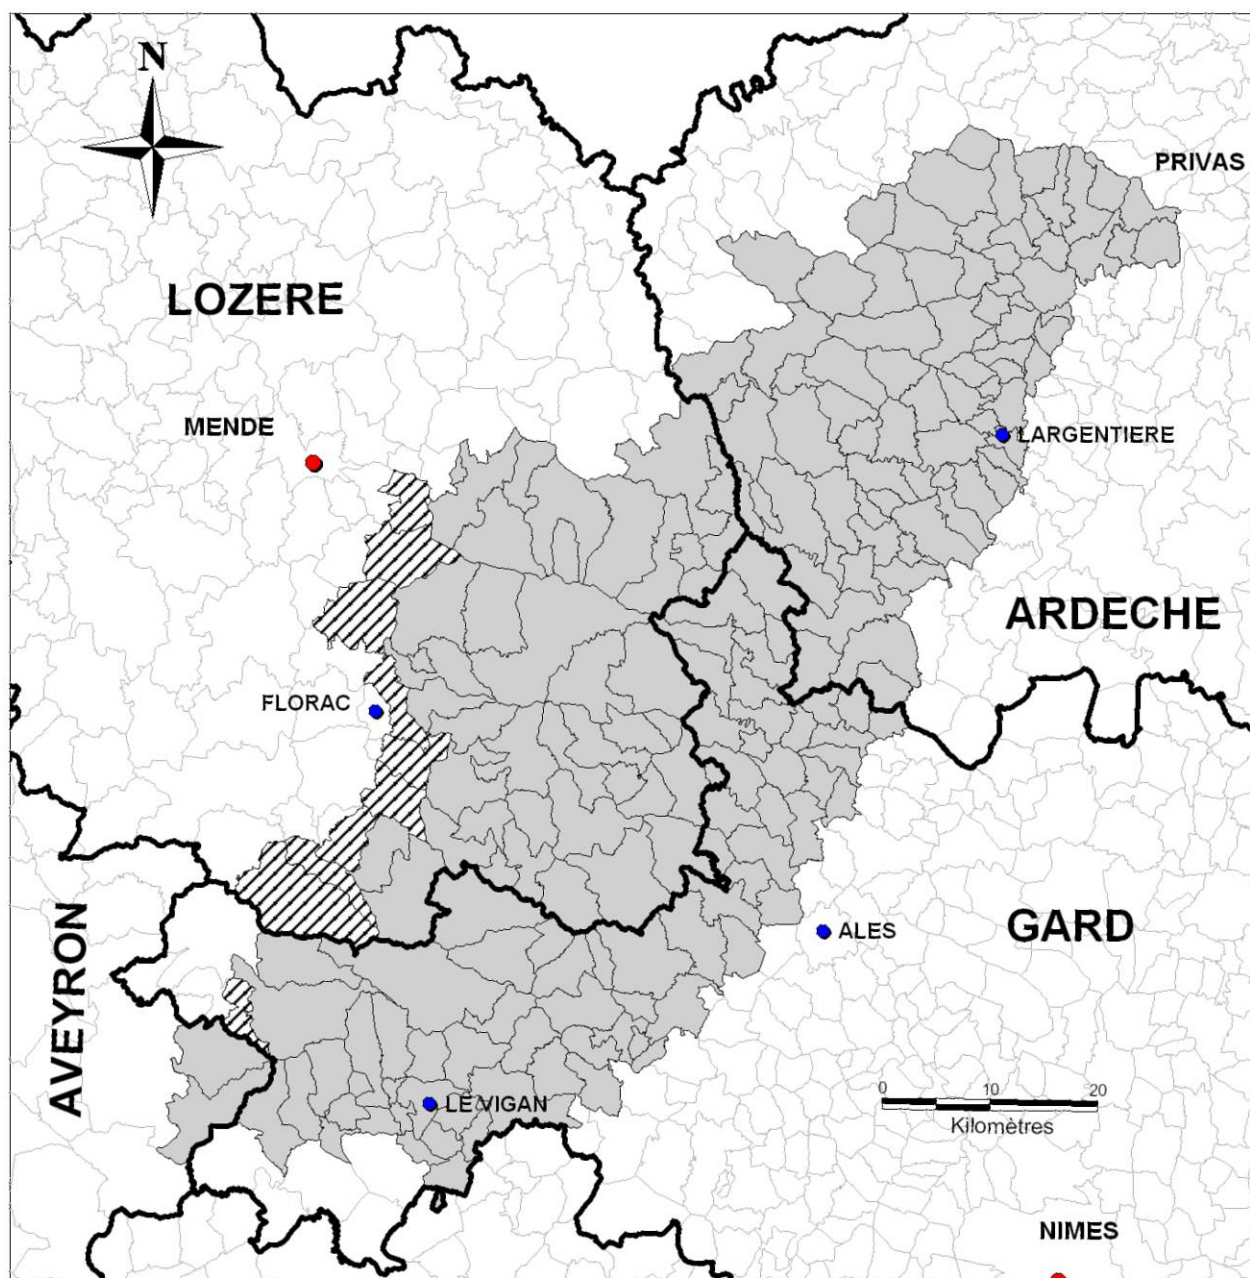 N
PRIVAS
LOZERE
MENDE
LARGENTIERE
ARDECHE
FLORAC
AVEYRON
ALES
GARD
LE VIGAN
0 10 20
Kilomètres
NIMES